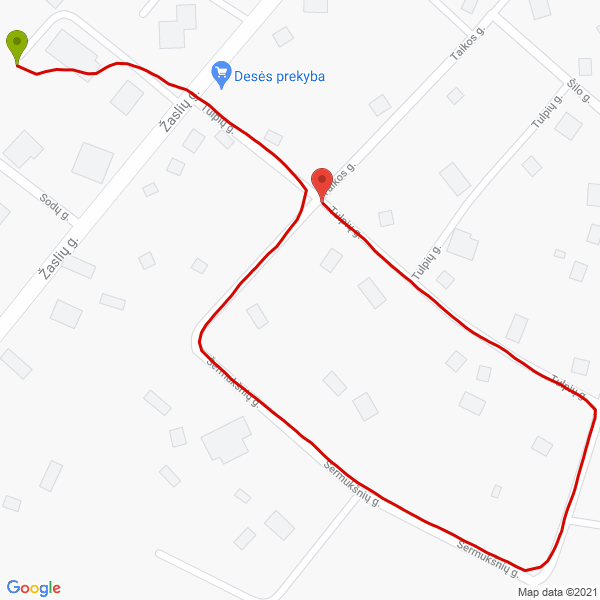 Taikos g.
Šilo g.
Desės prekyba
Žaslių g.
Tulpių g.
Tulpių g.
Taikos g.
Sodų g.
Tulpių g.
Žaslių g.
Tulpių g.
Tulpių g.
Šermukšnių g.
Šermukšnių g.
Šermukšnių g.
Google
Map data ©2021